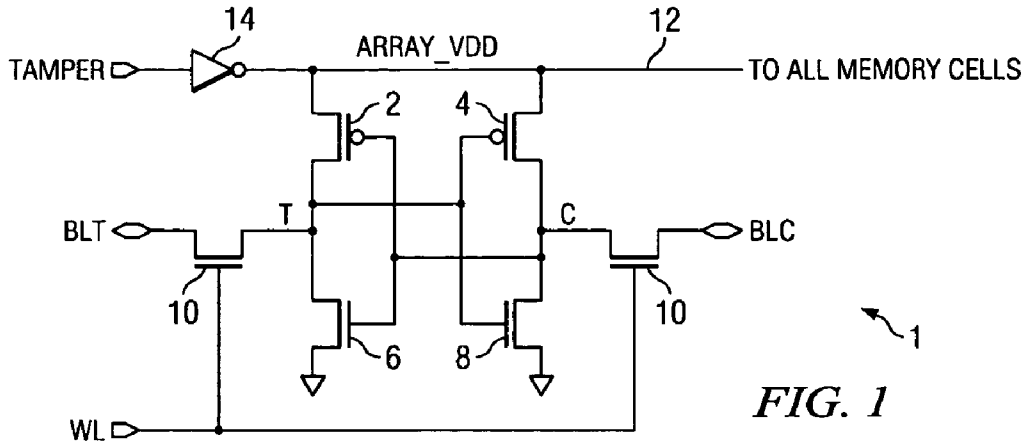 14
TAMPER
ARRAY_VDD
12
TO ALL MEMORY CELLS
2
4
BLT
T
C
BLC
10
6
8
10
1
WL
FIG. 1